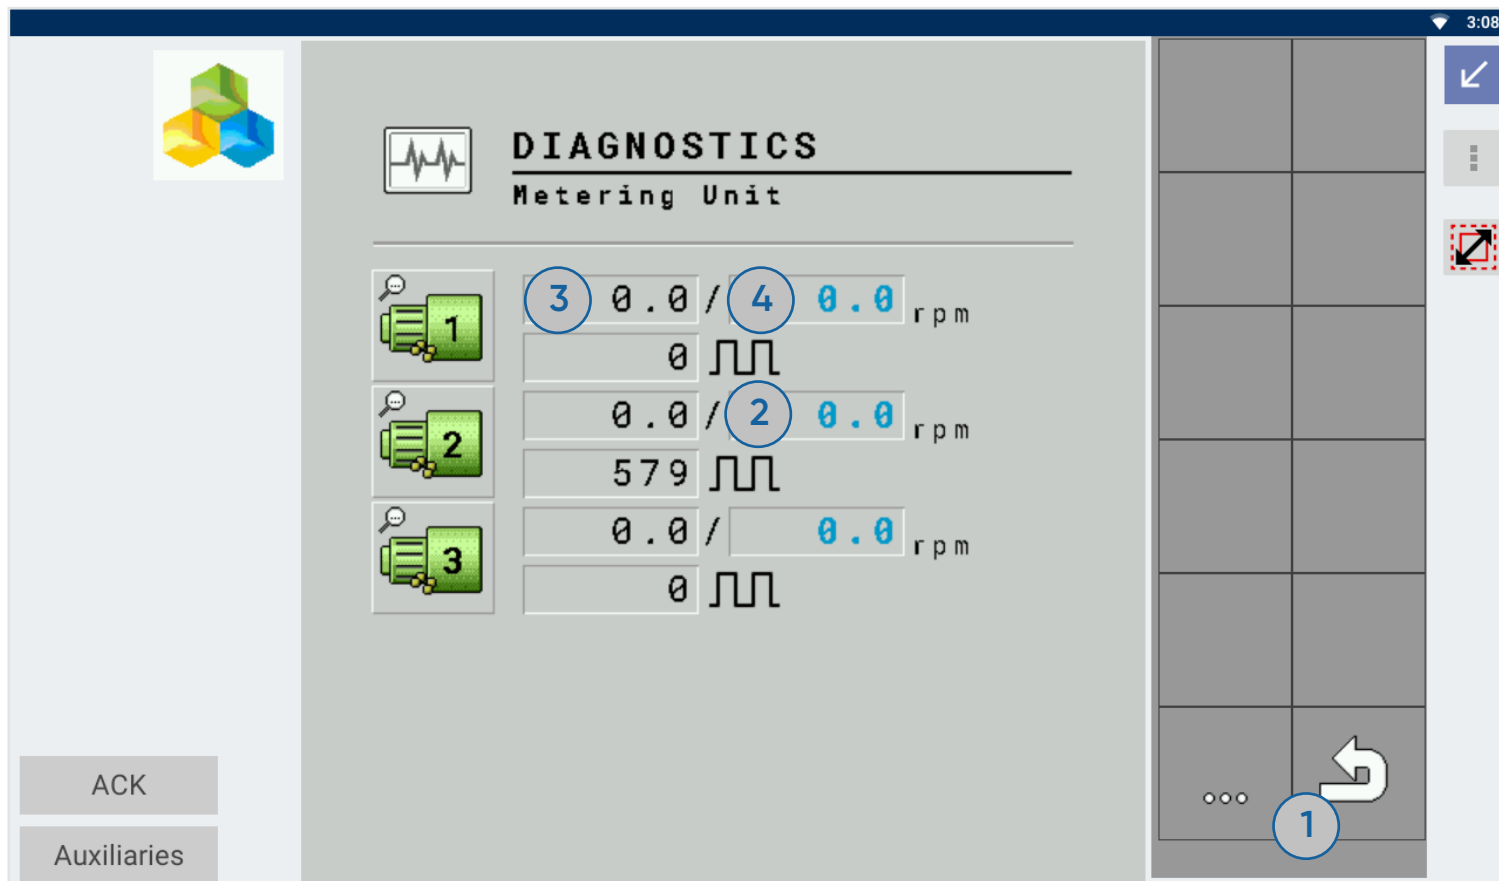 3:08
DIAGNOSTICS
Metering Unit
1
3 0.0 / 4 0.0 rpm
0
2
0.0 / 2 0.0 rpm
579
3
0.0 / 0.0 rpm
0
ACK
Auxiliaries
1